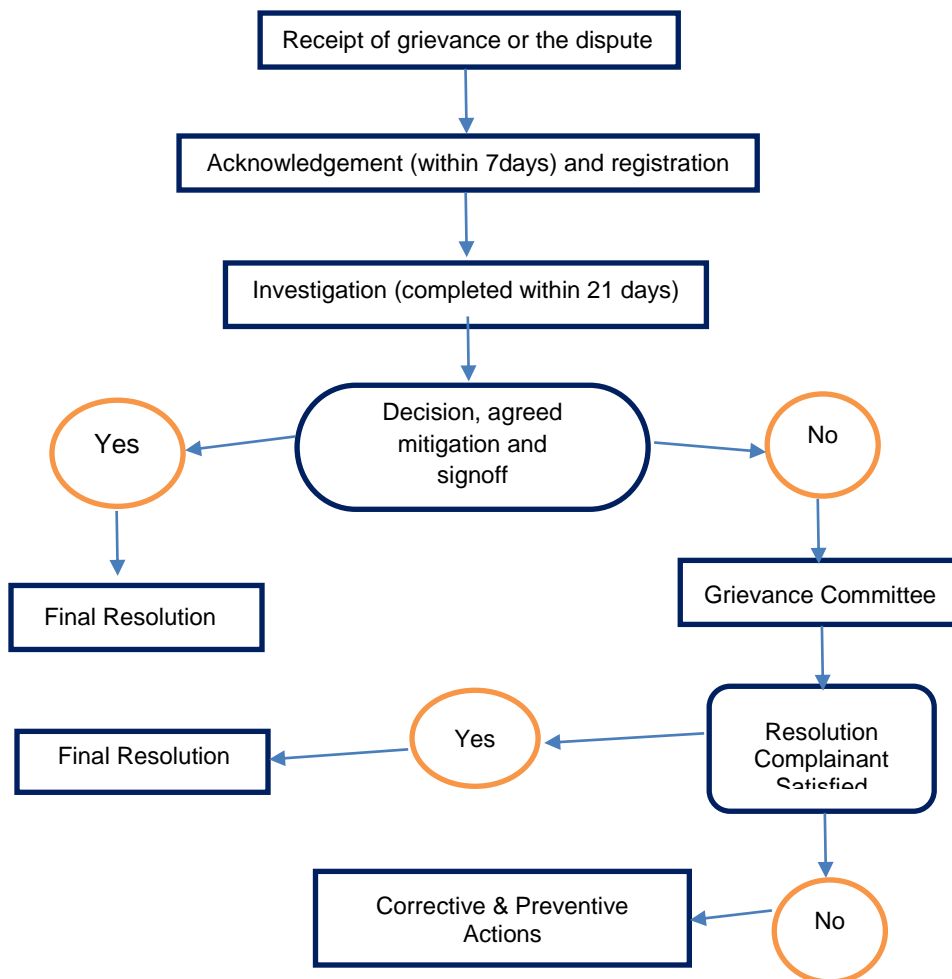 Receipt of grievance or the dispute
Acknowledgement (within 7days) and registration
Investigation (completed within 21 days)
Decision, agreed
mitigation and
signoff
Yes
No
Final Resolution
Grievance Committee
Resolution
Complainant
Satisfied
Yes
Final Resolution
Corrective & Preventive
Actions
No